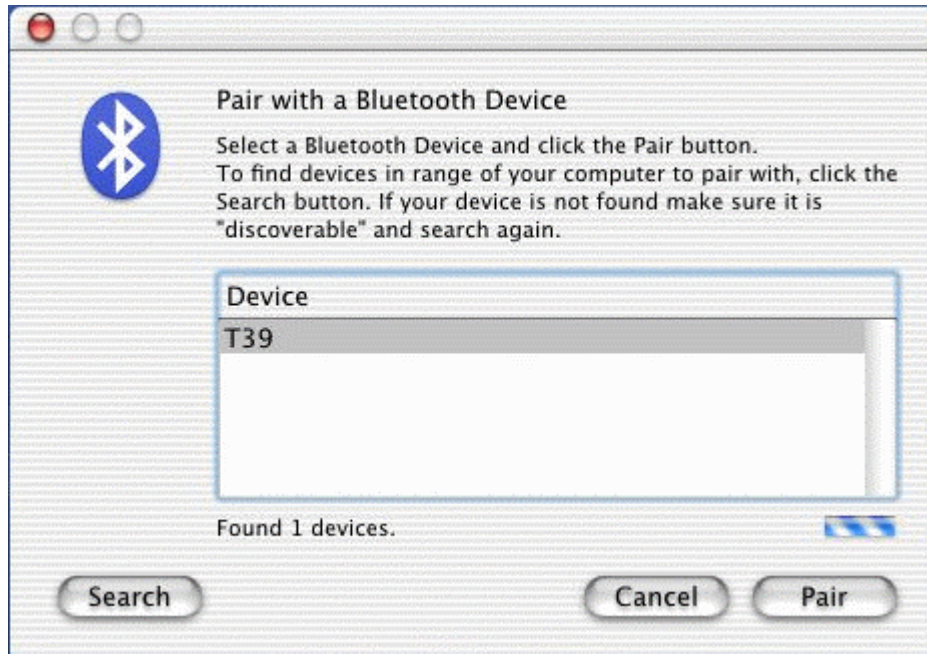 Pair with a Bluetooth Device
Select a Bluetooth Device and click the Pair button.
To find devices in range of your computer to pair with, click the
Search button. If your device is not found make sure it is
"discoverable" and search again.
Device
T39
Found 1 devices.
Search
Cancel
Pair